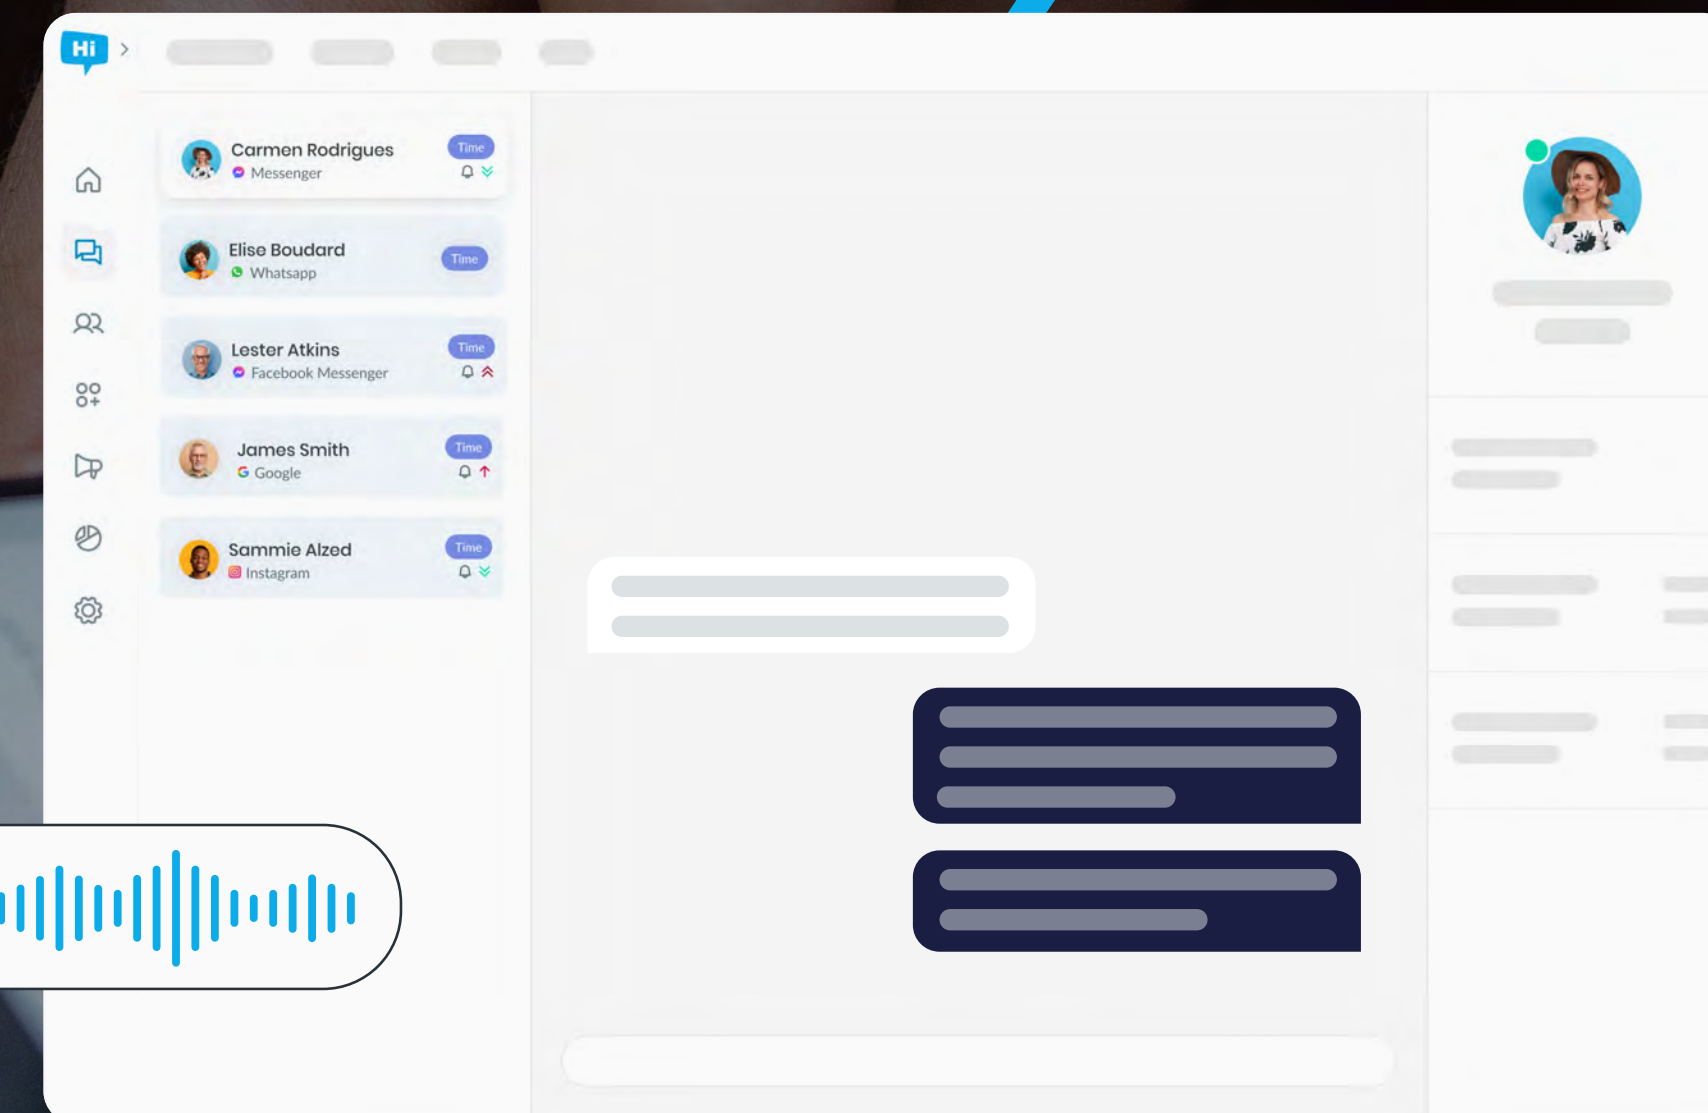 Hi
Carmen Rodrigues
Time
Messenger
Elise Boudard
Time
Whatsapp
Lester Atkins
Time
Facebook Messenger
James Smith
Time
Google
Sammie Alzed
Time
Instagram